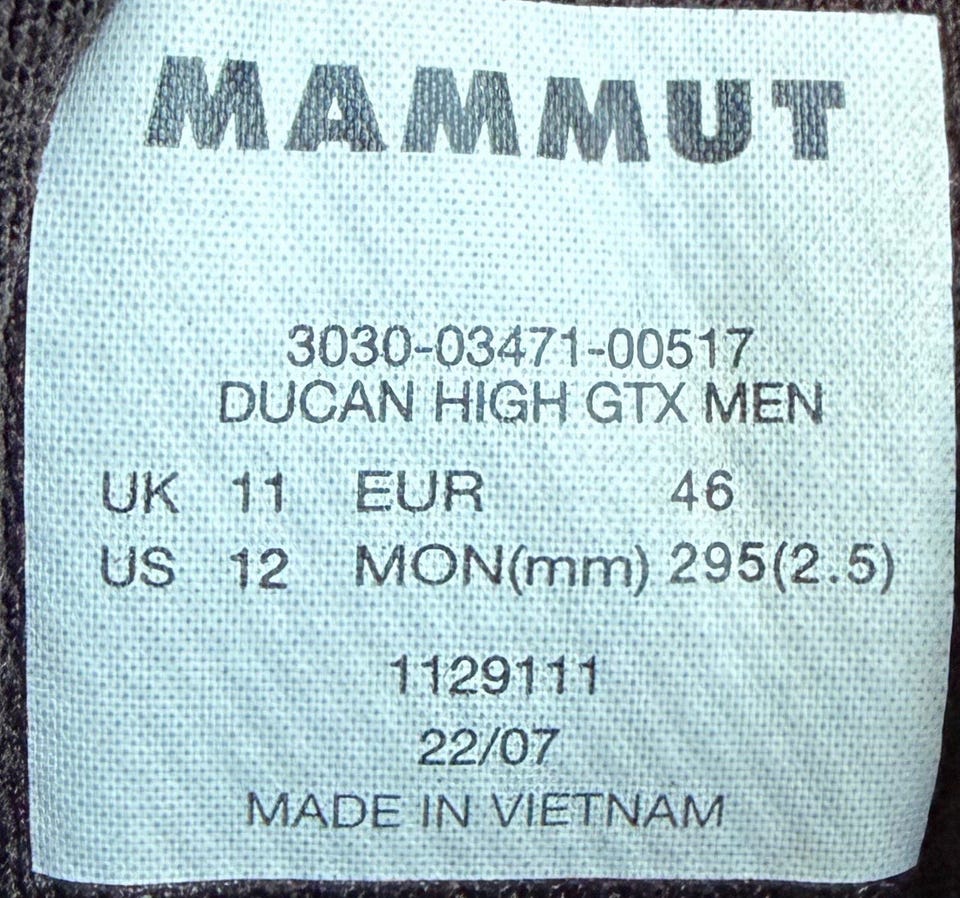 MAMMUT
3030-03471-00517
DUCAN HIGH GTX MEN
UK 11 EUR 46
US 12 MON(mm) 295(2.5)
1129111
22/07
MADE IN VIETNAM